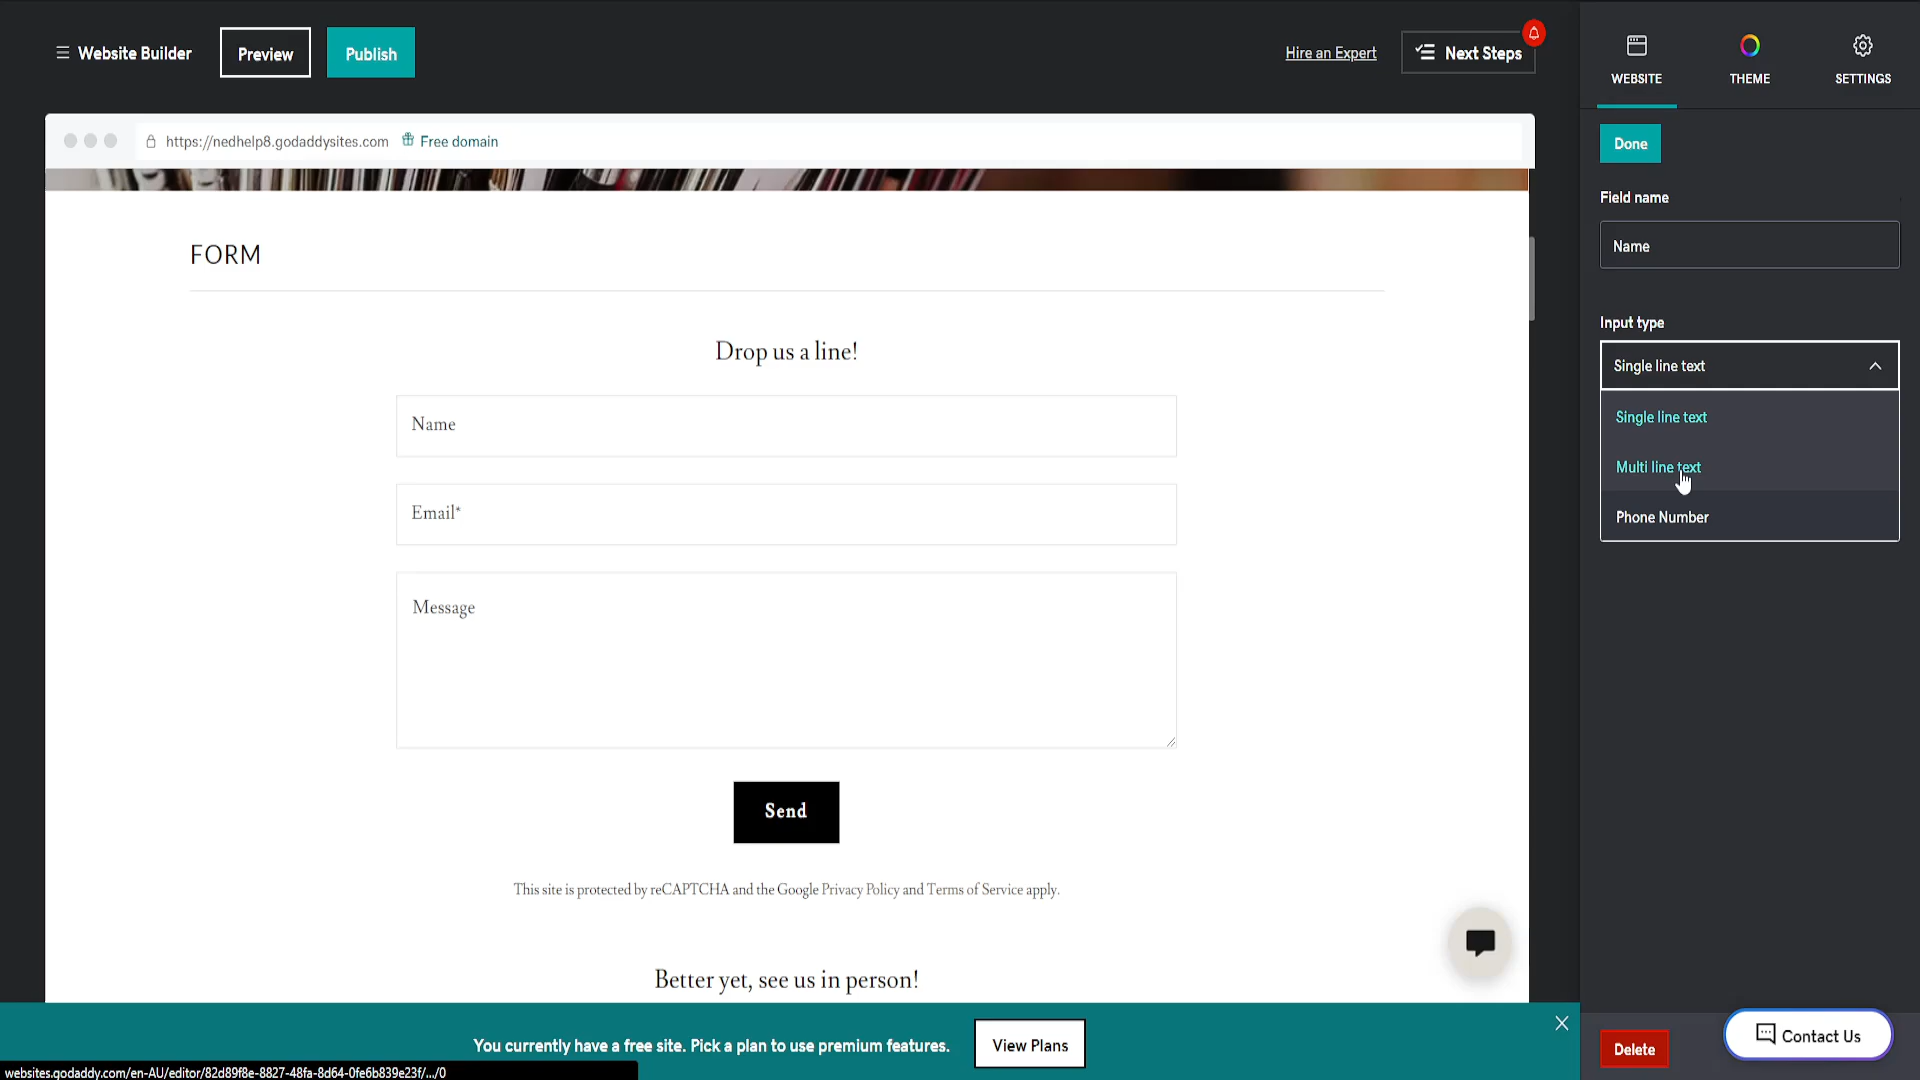 Website Builder
Preview
Publish
Hire an Expert
Next Steps
WEBSITE
THEME
SETTINGS
https://nedhelp8.godaddysites.com
Free domain
Done
Field name
Name
Input type
Single line text
Single line text
Multi line text
Phone Number
FORM
Drop us a line!
Name
Email*
Message
Send
This site is protected by reCAPTCHA and the Google Privacy Policy and Terms of Service apply.
Better yet, see us in person!
You currently have a free site. Pick a plan to use premium features.
View Plans
Delete
Contact Us
websites.godaddy.com/en-AU/editor/82d89f8e-8827-48fa-8d64-0fe6b839e23f/.../0